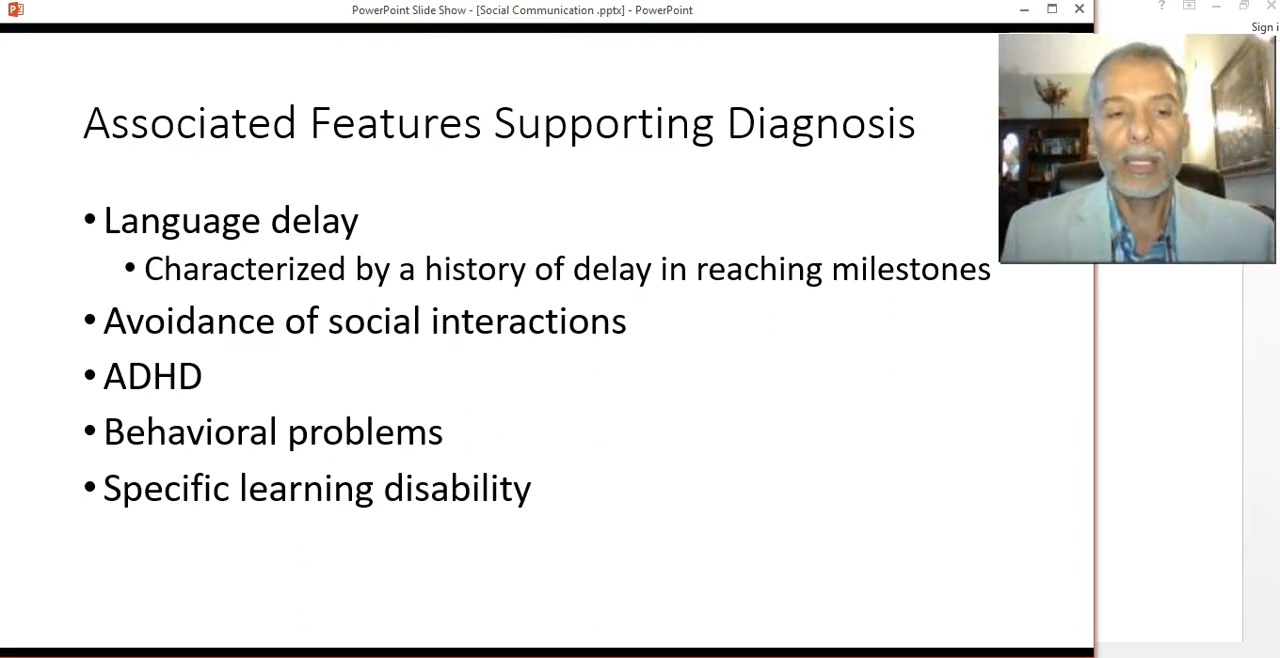 PowerPoint Slide Show - [Social Communication .pptx] - PowerPoint
Sign i
Associated Features Supporting Diagnosis
• Language delay
• Characterized by a history of delay in reaching milestones
• Avoidance of social interactions
• ADHD
• Behavioral problems
• Specific learning disability